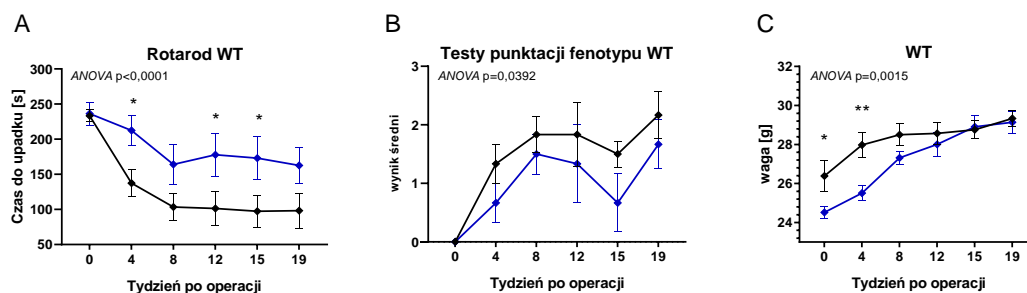 A
Rotarod WT
ANOVA p<0,0001
Czas do upadku [s]
300
250
200
150
100
50
*
*
*
0
4
8
12
15
19
Tydzień po operacji
B
Testy punktacji fenotypu WT
ANOVA p=0,0392
wynik średni
3
2
1
0
0
4
8
12
15
19
Tydzień po operacji
C
WT
ANOVA p=0,0015
waga [g]
32
30
28
26
24
*
**
0
4
8
12
15
19
Tydzień po operacji